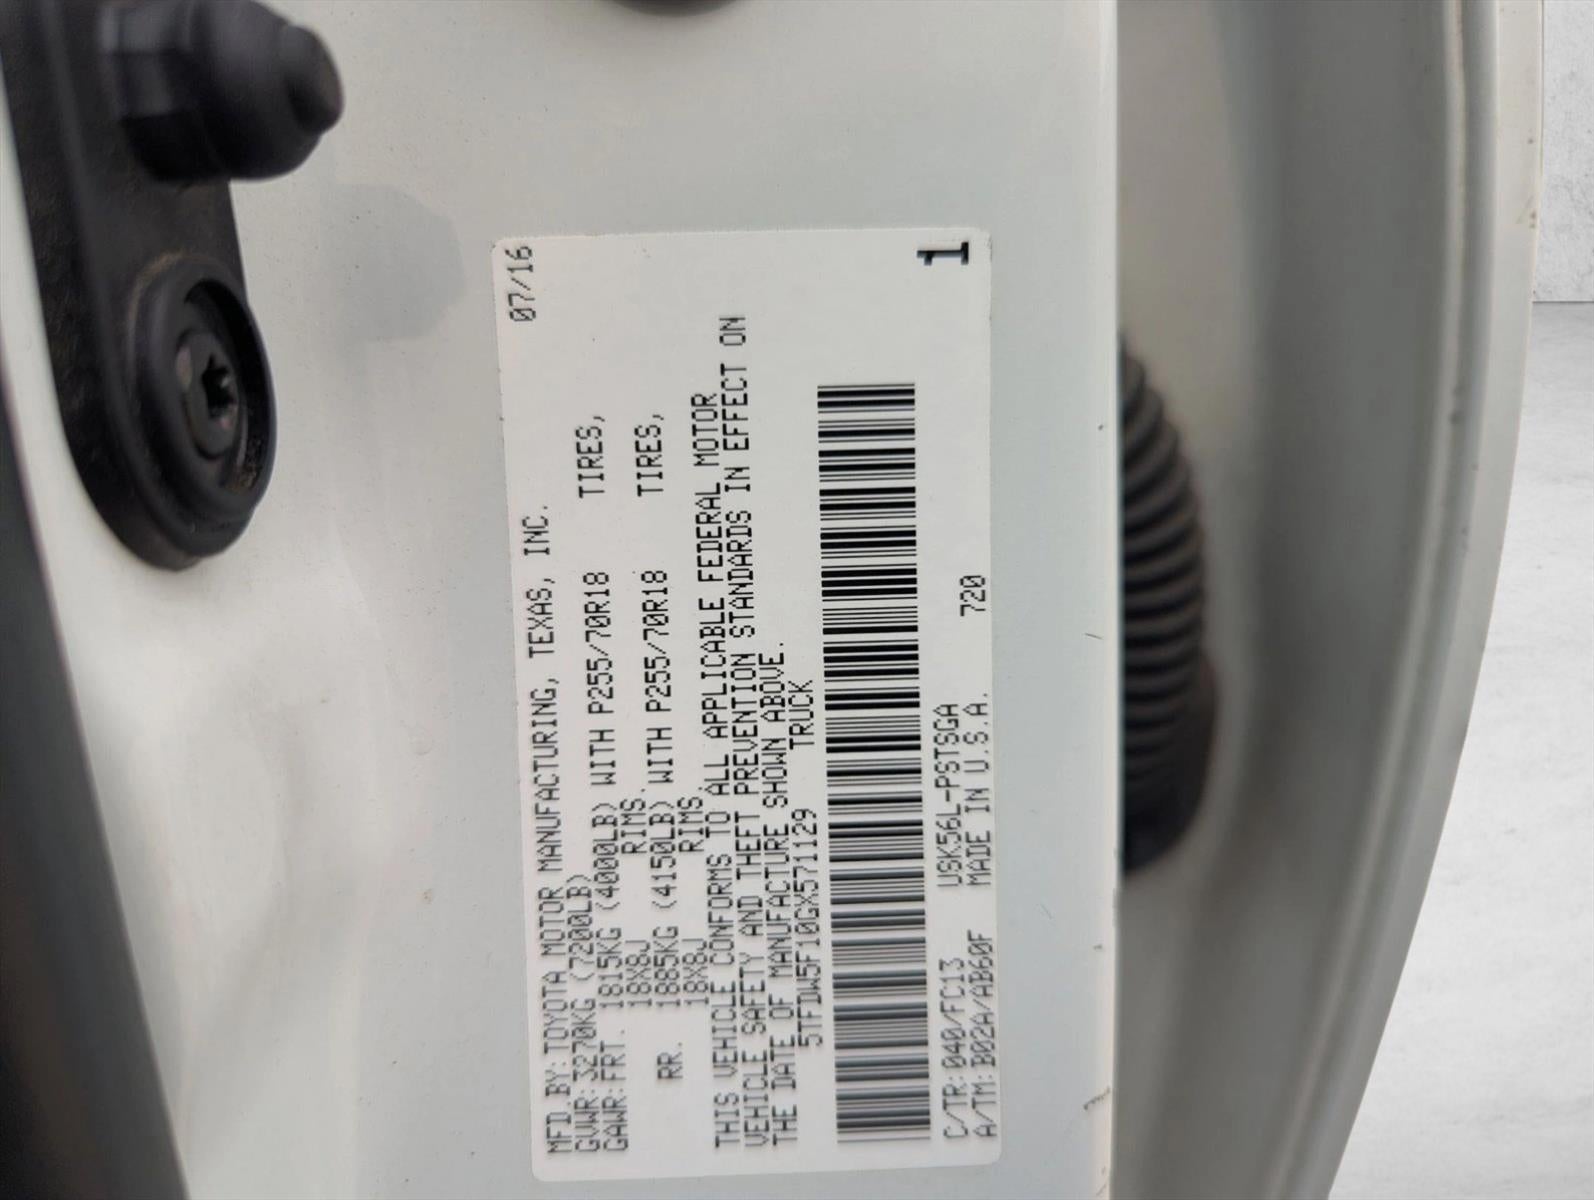 MFD.BY:TOYOTA MOTOR MANUFACTURING, TEXAS, INC. 07/16
GVWR:3270KG (7200LB)
GAWR:FRT. 1815KG (4000LB) WITH P255/70R18 TIRES,
18X8J RIMS.
RR. 1885KG (4150LB) WITH P255/70R18 TIRES,
18X8J RIMS.
THIS VEHICLE CONFORMS TO ALL APPLICABLE FEDERAL MOTOR
VEHICLE SAFETY AND THEFT PREVENTION STANDARDS IN EFFECT ON
THE DATE OF MANUFACTURE SHOWN ABOVE.
5TFDW5F10GX571129 TRUCK
C/TR:040/FC13 USK56L-PSTSGA 720
A/TM:B02A/AB60F MADE IN U.S.A.
1